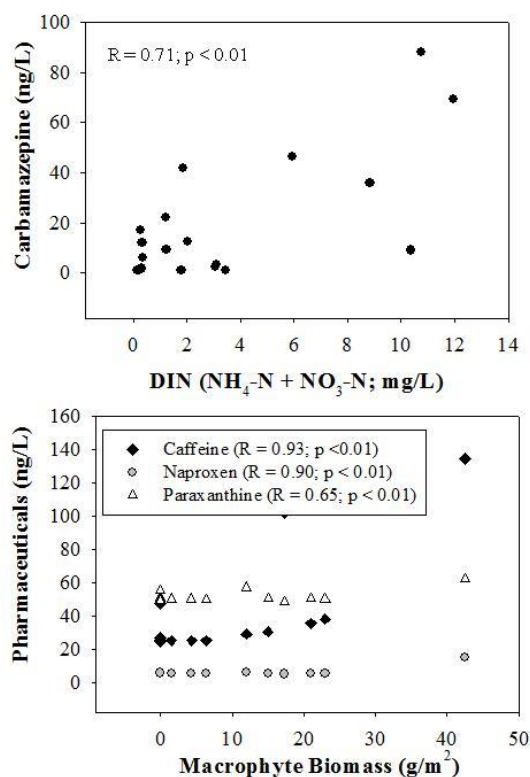 100
80
60
40
20
0
Carbamazepine (ng/L)
R = 0.71; p < 0.01
0 2 4 6 8 10 12 14
DIN (NH4-N + NO3-N; mg/L)
160
140
120
100
80
60
40
20
0
Pharmaceuticals (ng/L)
Caffeine (R = 0.93; p <0.01)
Naproxen (R = 0.90; p < 0.01)
Paraxanthine (R = 0.65; p < 0.01)
0 10 20 30 40 50
Macrophyte Biomass (g/m²)